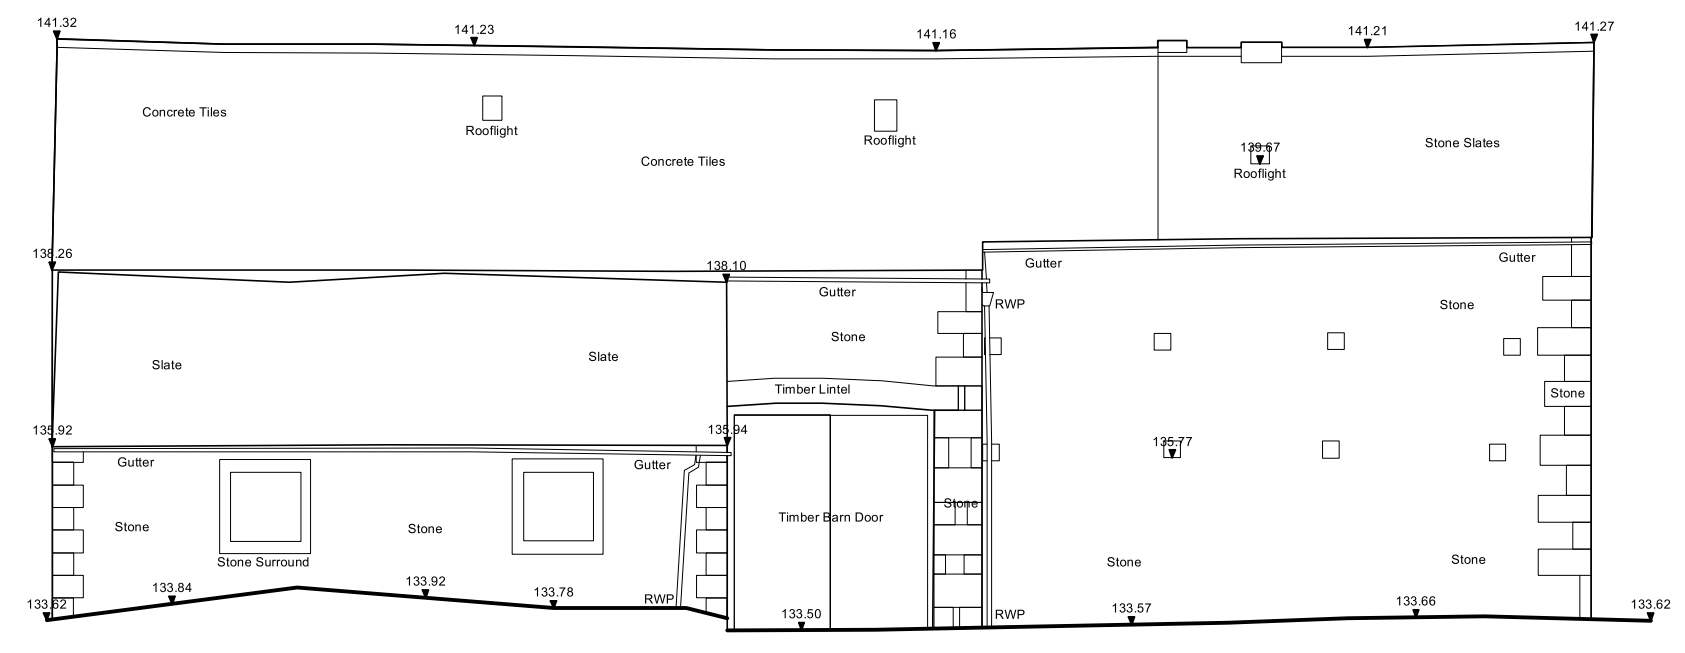 141.32
141.23
141.16
141.21
141.27
Concrete Tiles
Rooflight
Rooflight
Concrete Tiles
Stone Slates
139.67
Rooflight
138.26
138.10
Gutter
Gutter
Gutter
RWP
Stone
Stone
Slate
Slate
Timber Lintel
Stone
135.92
135.94
135.77
Gutter
Gutter
Stone
Stone
Stone
Timber Barn Door
Stone Surround
Stone
Stone
133.62
133.84
133.92
133.78
RWP
133.50
RWP
133.57
133.66
133.62